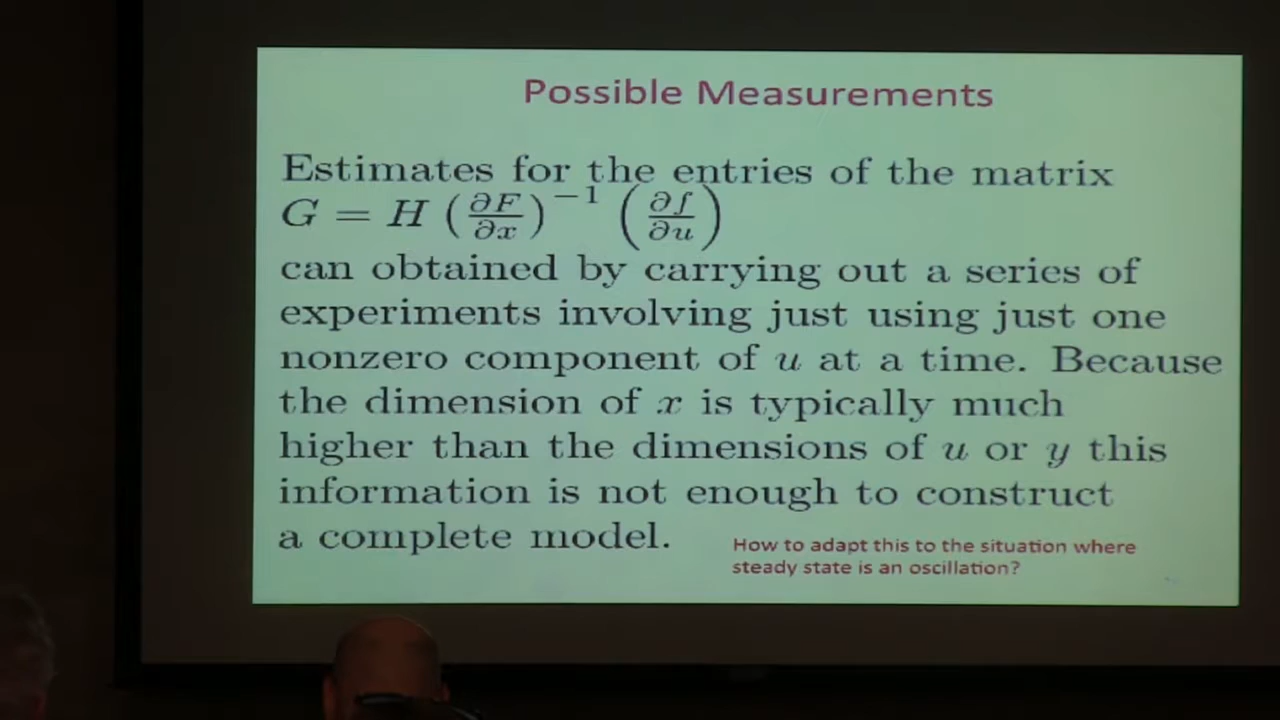 Possible Measurements
Estimates for the entries of the matrix
G = H (∂F/∂x)^{-1} (∂f/∂u)
can obtained by carrying out a series of
experiments involving just using just one
nonzero component of u at a time. Because
the dimension of x is typically much
higher than the dimensions of u or y this
information is not enough to construct
a complete model.
How to adapt this to the situation where
steady state is an oscillation?